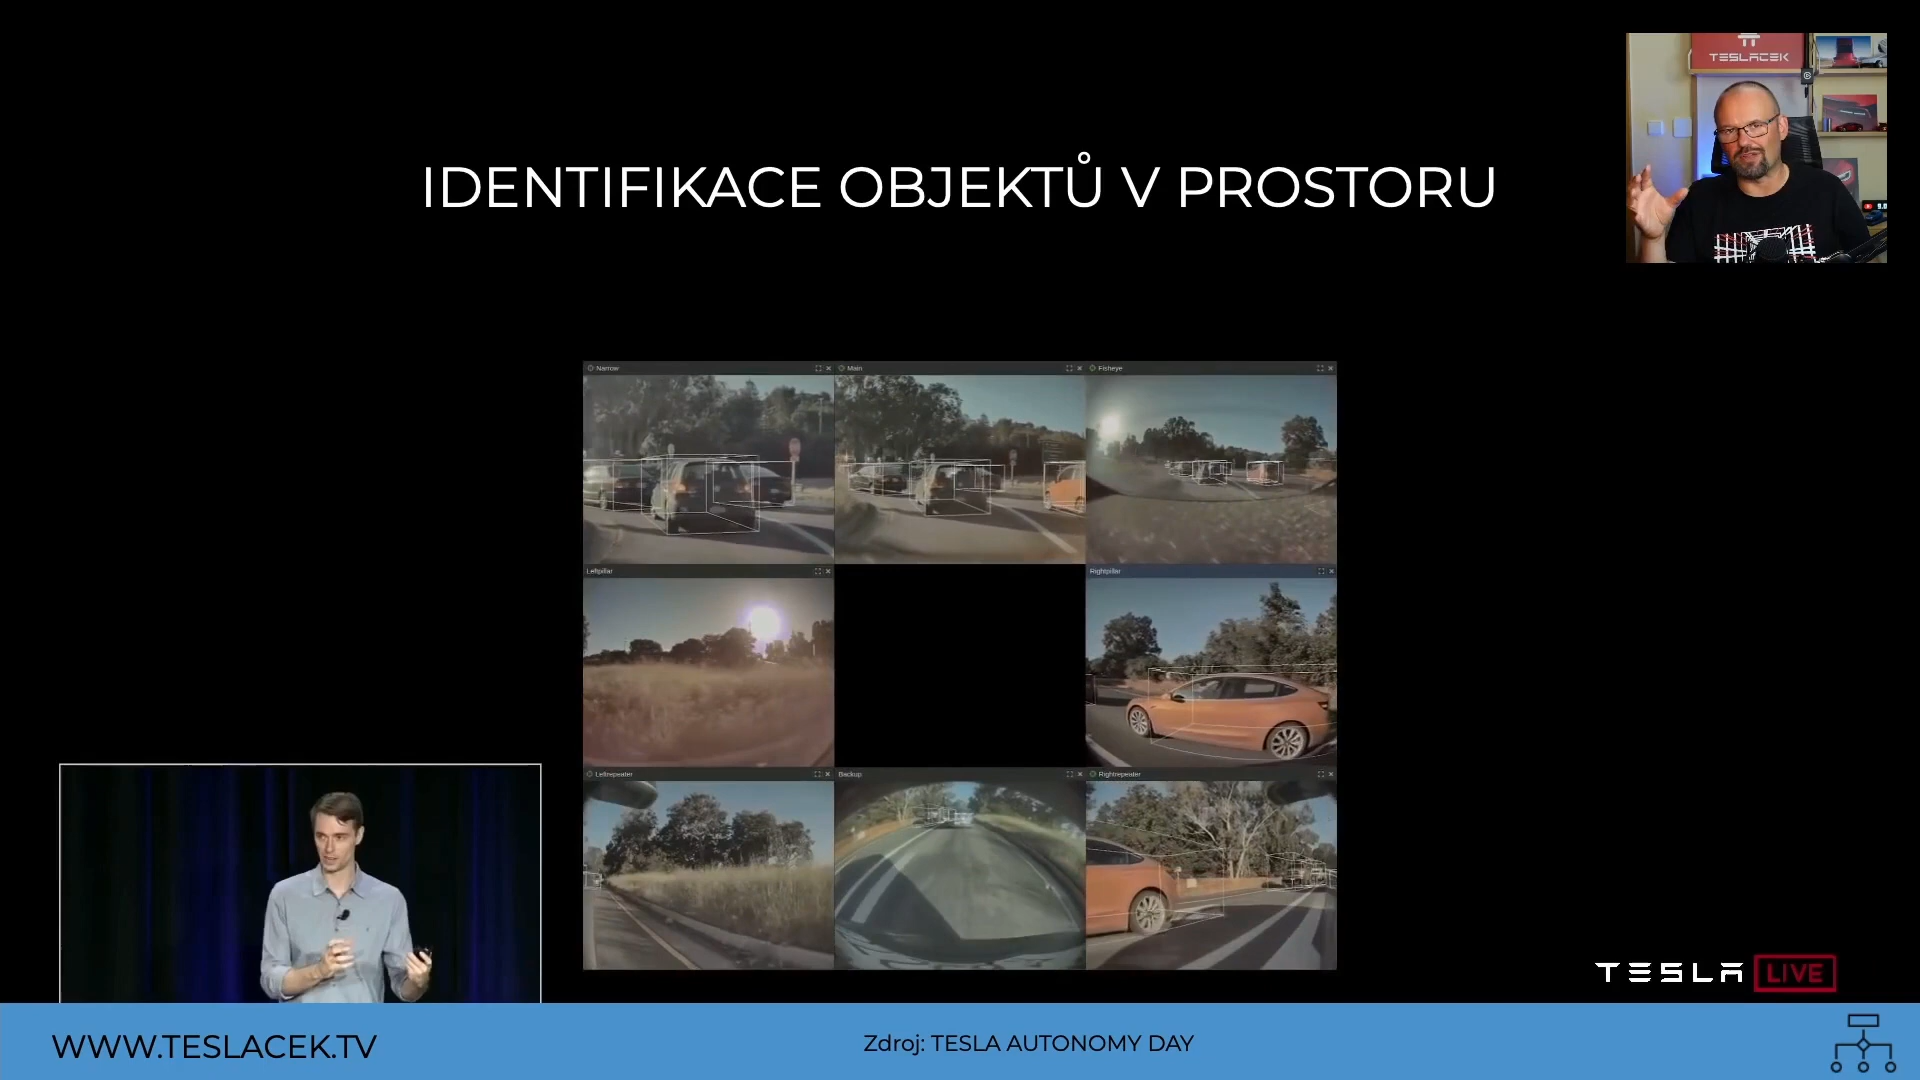 TESLACEK
IDENTIFIKACE OBJEKTŮ V PROSTORU
Narrow
Main
Fisheye
Leftpillar
Rightpillar
Leftrepeater
Backup
Rightrepeater
TESLA LIVE
WWW.TESLACEK.TV
Zdroj: TESLA AUTONOMY DAY